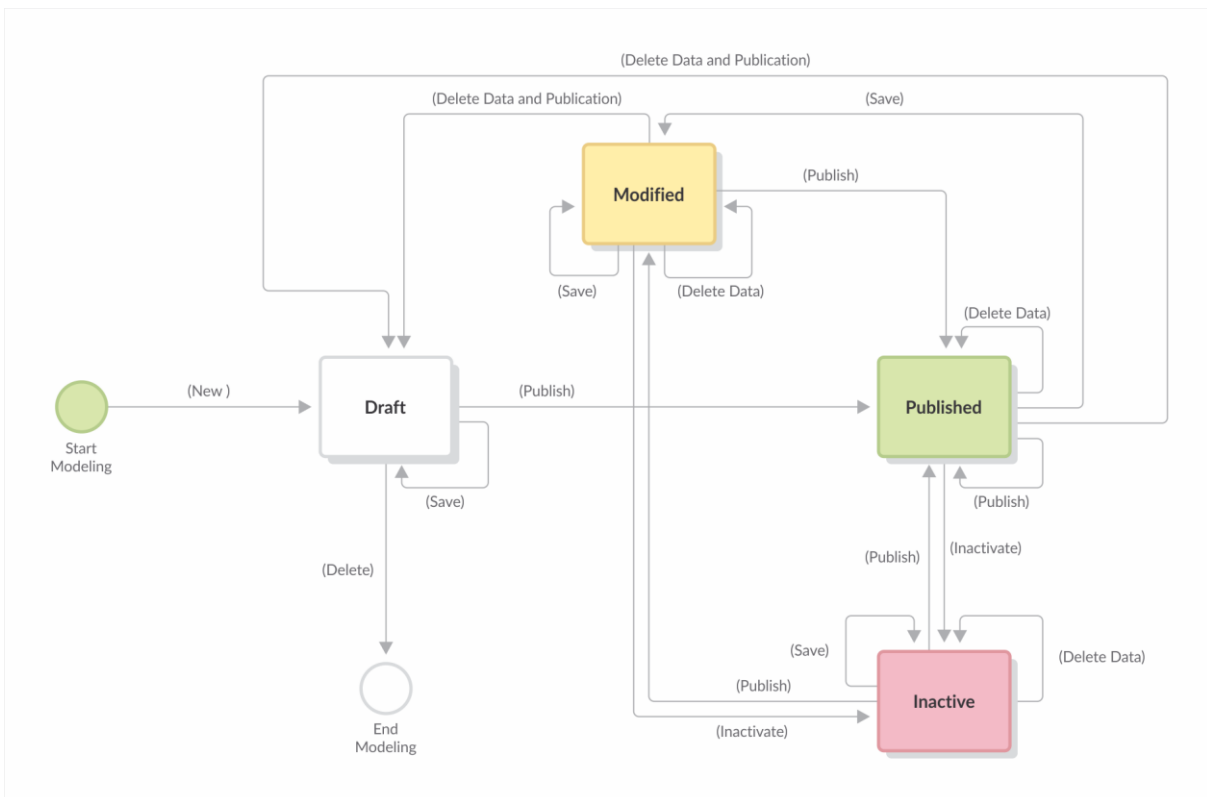 (Delete Data and Publication)
(Delete Data and Publication)
(Save)
(Publish)
Modified
(Save)
(Delete Data)
(Delete Data)
(New )
(Publish)
Draft
Published
Start
Modeling
(Save)
(Publish)
(Inactivate)
(Publish)
(Delete)
(Save)
(Delete Data)
(Publish)
Inactive
(Inactivate)
End
Modeling